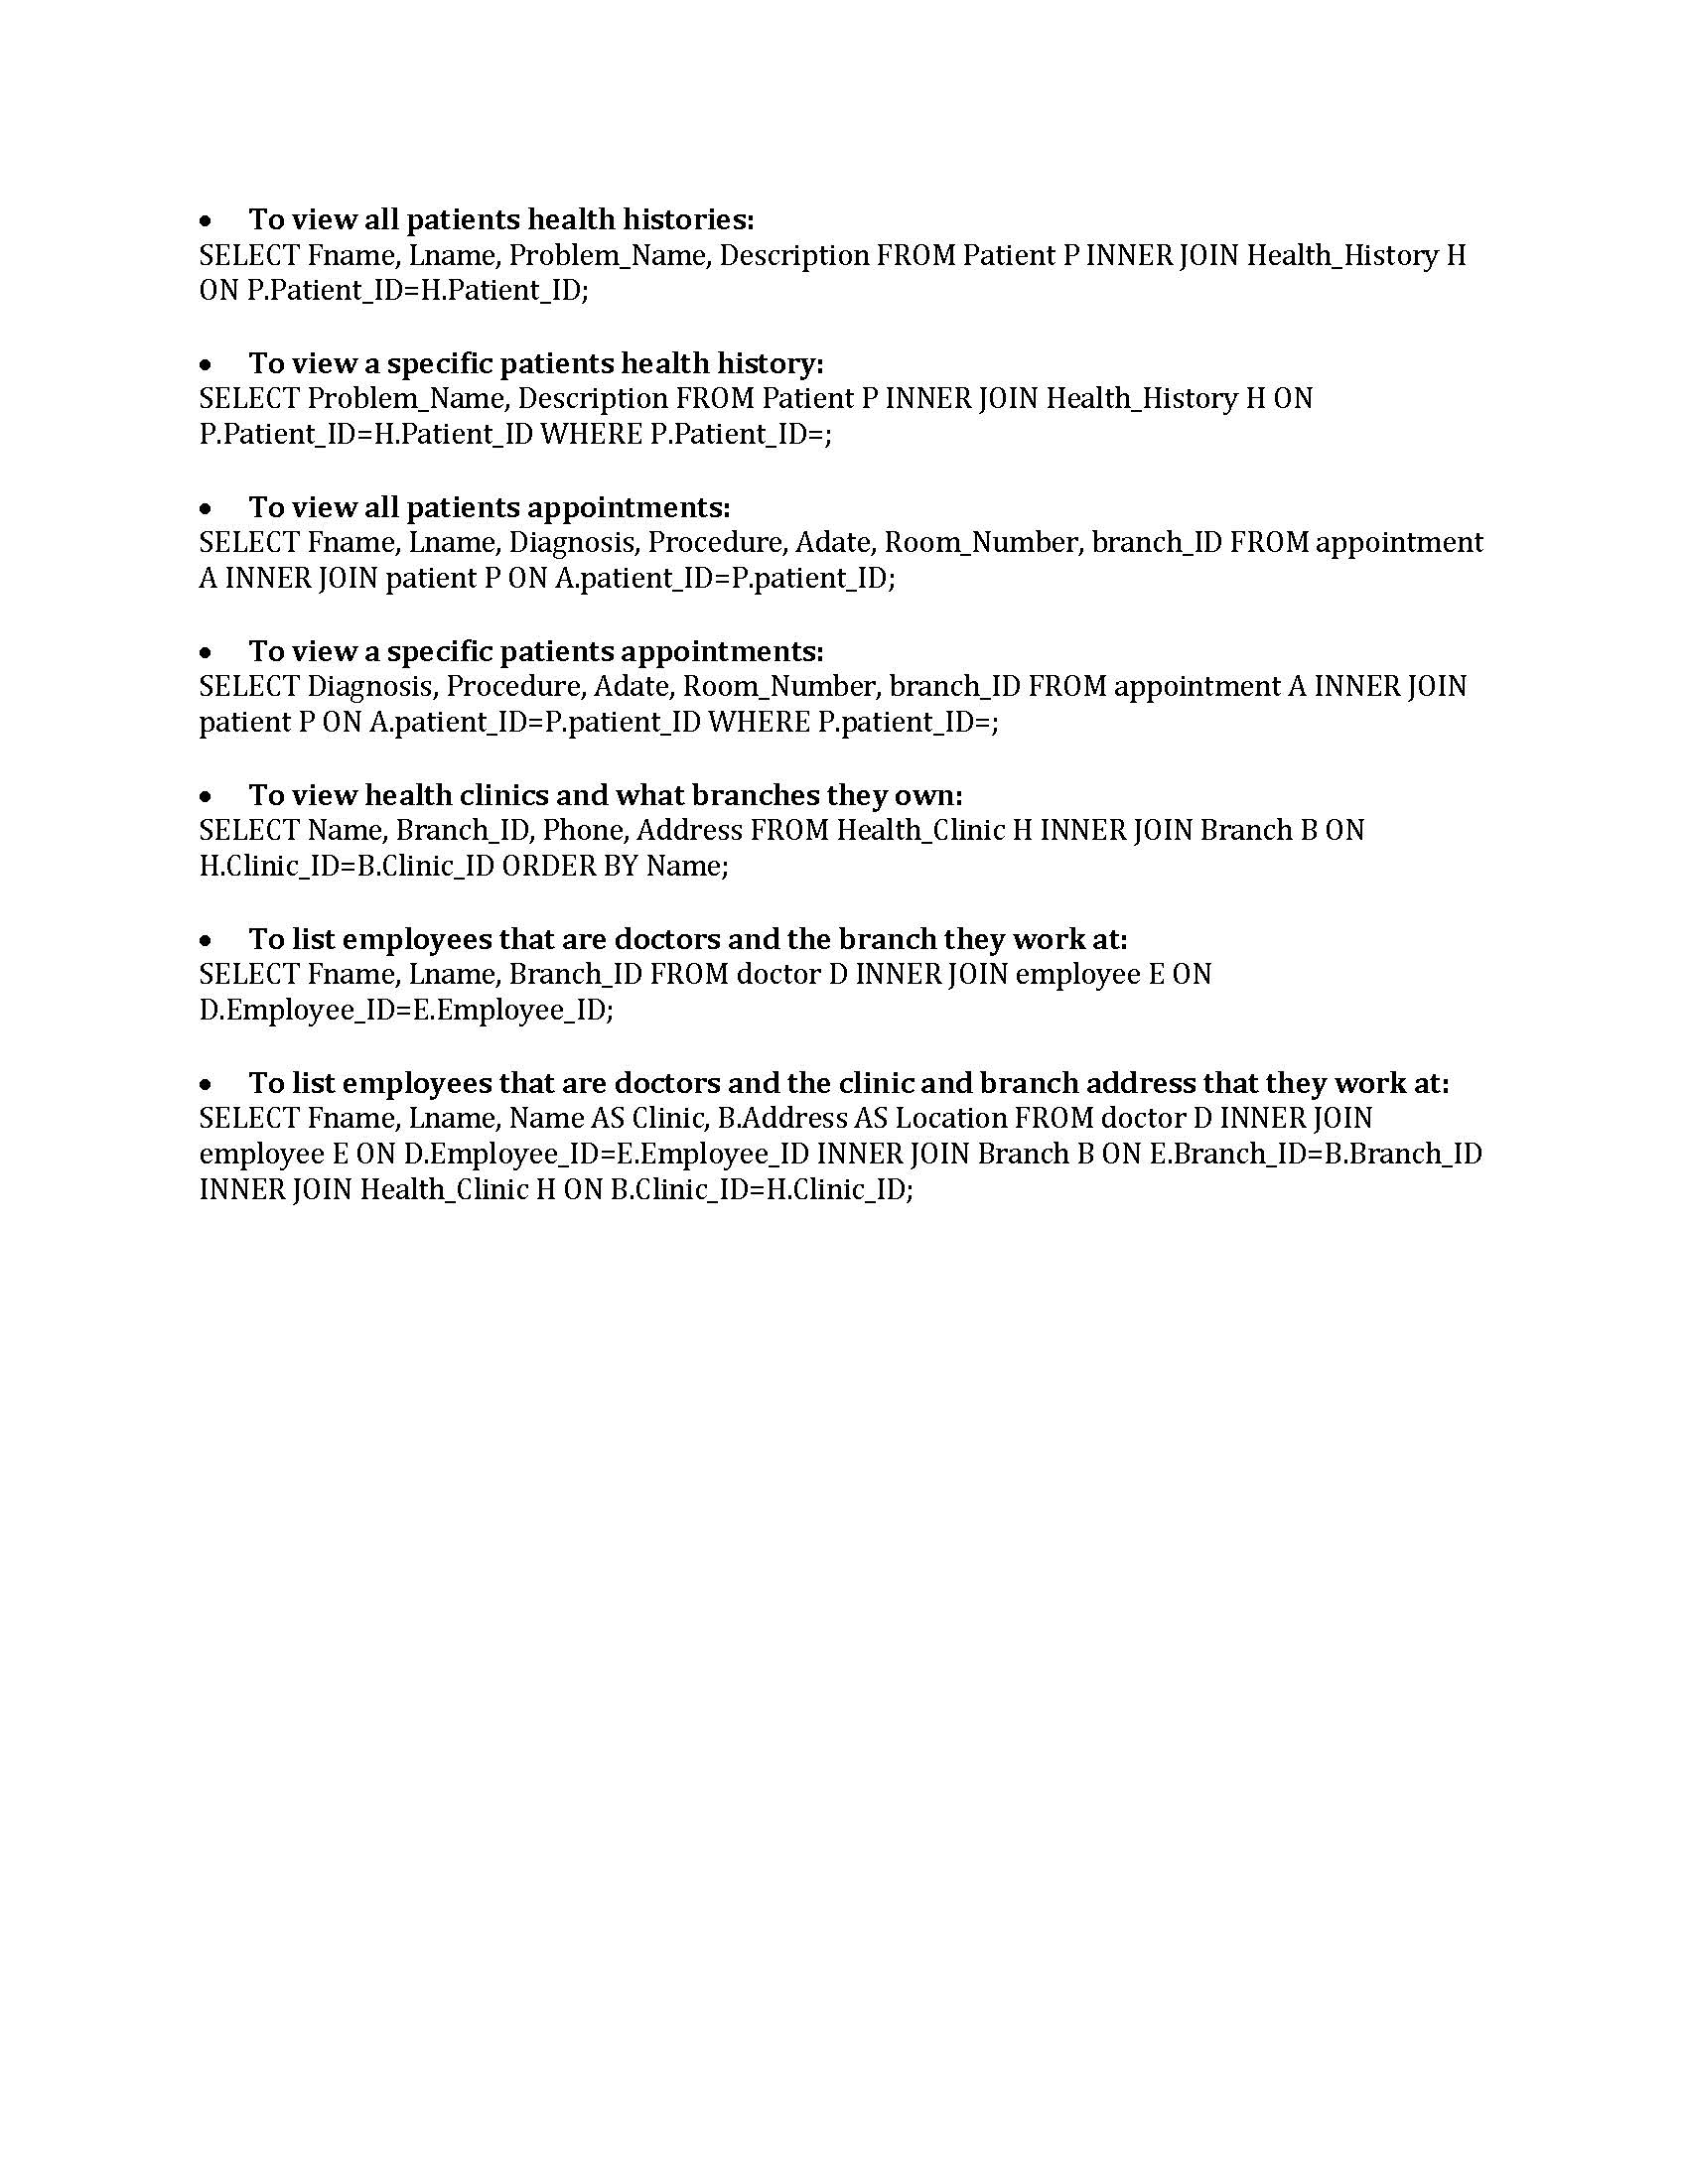 • To view all patients health histories:
SELECT Fname, Lname, Problem_Name, Description FROM Patient P INNER JOIN Health_History H
ON P.Patient_ID=H.Patient_ID;
• To view a specific patients health history:
SELECT Problem_Name, Description FROM Patient P INNER JOIN Health_History H ON
P.Patient_ID=H.Patient_ID WHERE P.Patient_ID=;
• To view all patients appointments:
SELECT Fname, Lname, Diagnosis, Procedure, Adate, Room_Number, branch_ID FROM appointment
A INNER JOIN patient P ON A.patient_ID=P.patient_ID;
• To view a specific patients appointments:
SELECT Diagnosis, Procedure, Adate, Room_Number, branch_ID FROM appointment A INNER JOIN
patient P ON A.patient_ID=P.patient_ID WHERE P.patient_ID=;
• To view health clinics and what branches they own:
SELECT Name, Branch_ID, Phone, Address FROM Health_Clinic H INNER JOIN Branch B ON
H.Clinic_ID=B.Clinic_ID ORDER BY Name;
• To list employees that are doctors and the branch they work at:
SELECT Fname, Lname, Branch_ID FROM doctor D INNER JOIN employee E ON
D.Employee_ID=E.Employee_ID;
• To list employees that are doctors and the clinic and branch address that they work at:
SELECT Fname, Lname, Name AS Clinic, B.Address AS Location FROM doctor D INNER JOIN
employee E ON D.Employee_ID=E.Employee_ID INNER JOIN Branch B ON E.Branch_ID=B.Branch_ID
INNER JOIN Health_Clinic H ON B.Clinic_ID=H.Clinic_ID;